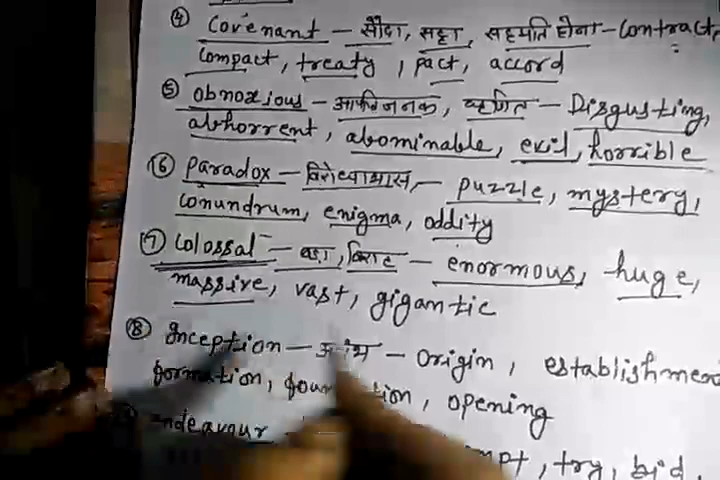 ④ Covenant - सौदा, सट्टा, सहमति होना - Contract,
compact, treaty, pact, accord
⑤ obnoxious - आपत्तिजनक, घृणित - Disgusting,
abhorrent, abominable, evil, horrible
⑥ paradox - विरोधाभास, - puzzle, mystery,
conundrum, enigma, oddity
⑦ Colossal - बड़ा, विराट - enormous, huge,
massive, vast, gigantic
⑧ Inception - - Origin, establishment
formation, opening
endeavour try, bid,